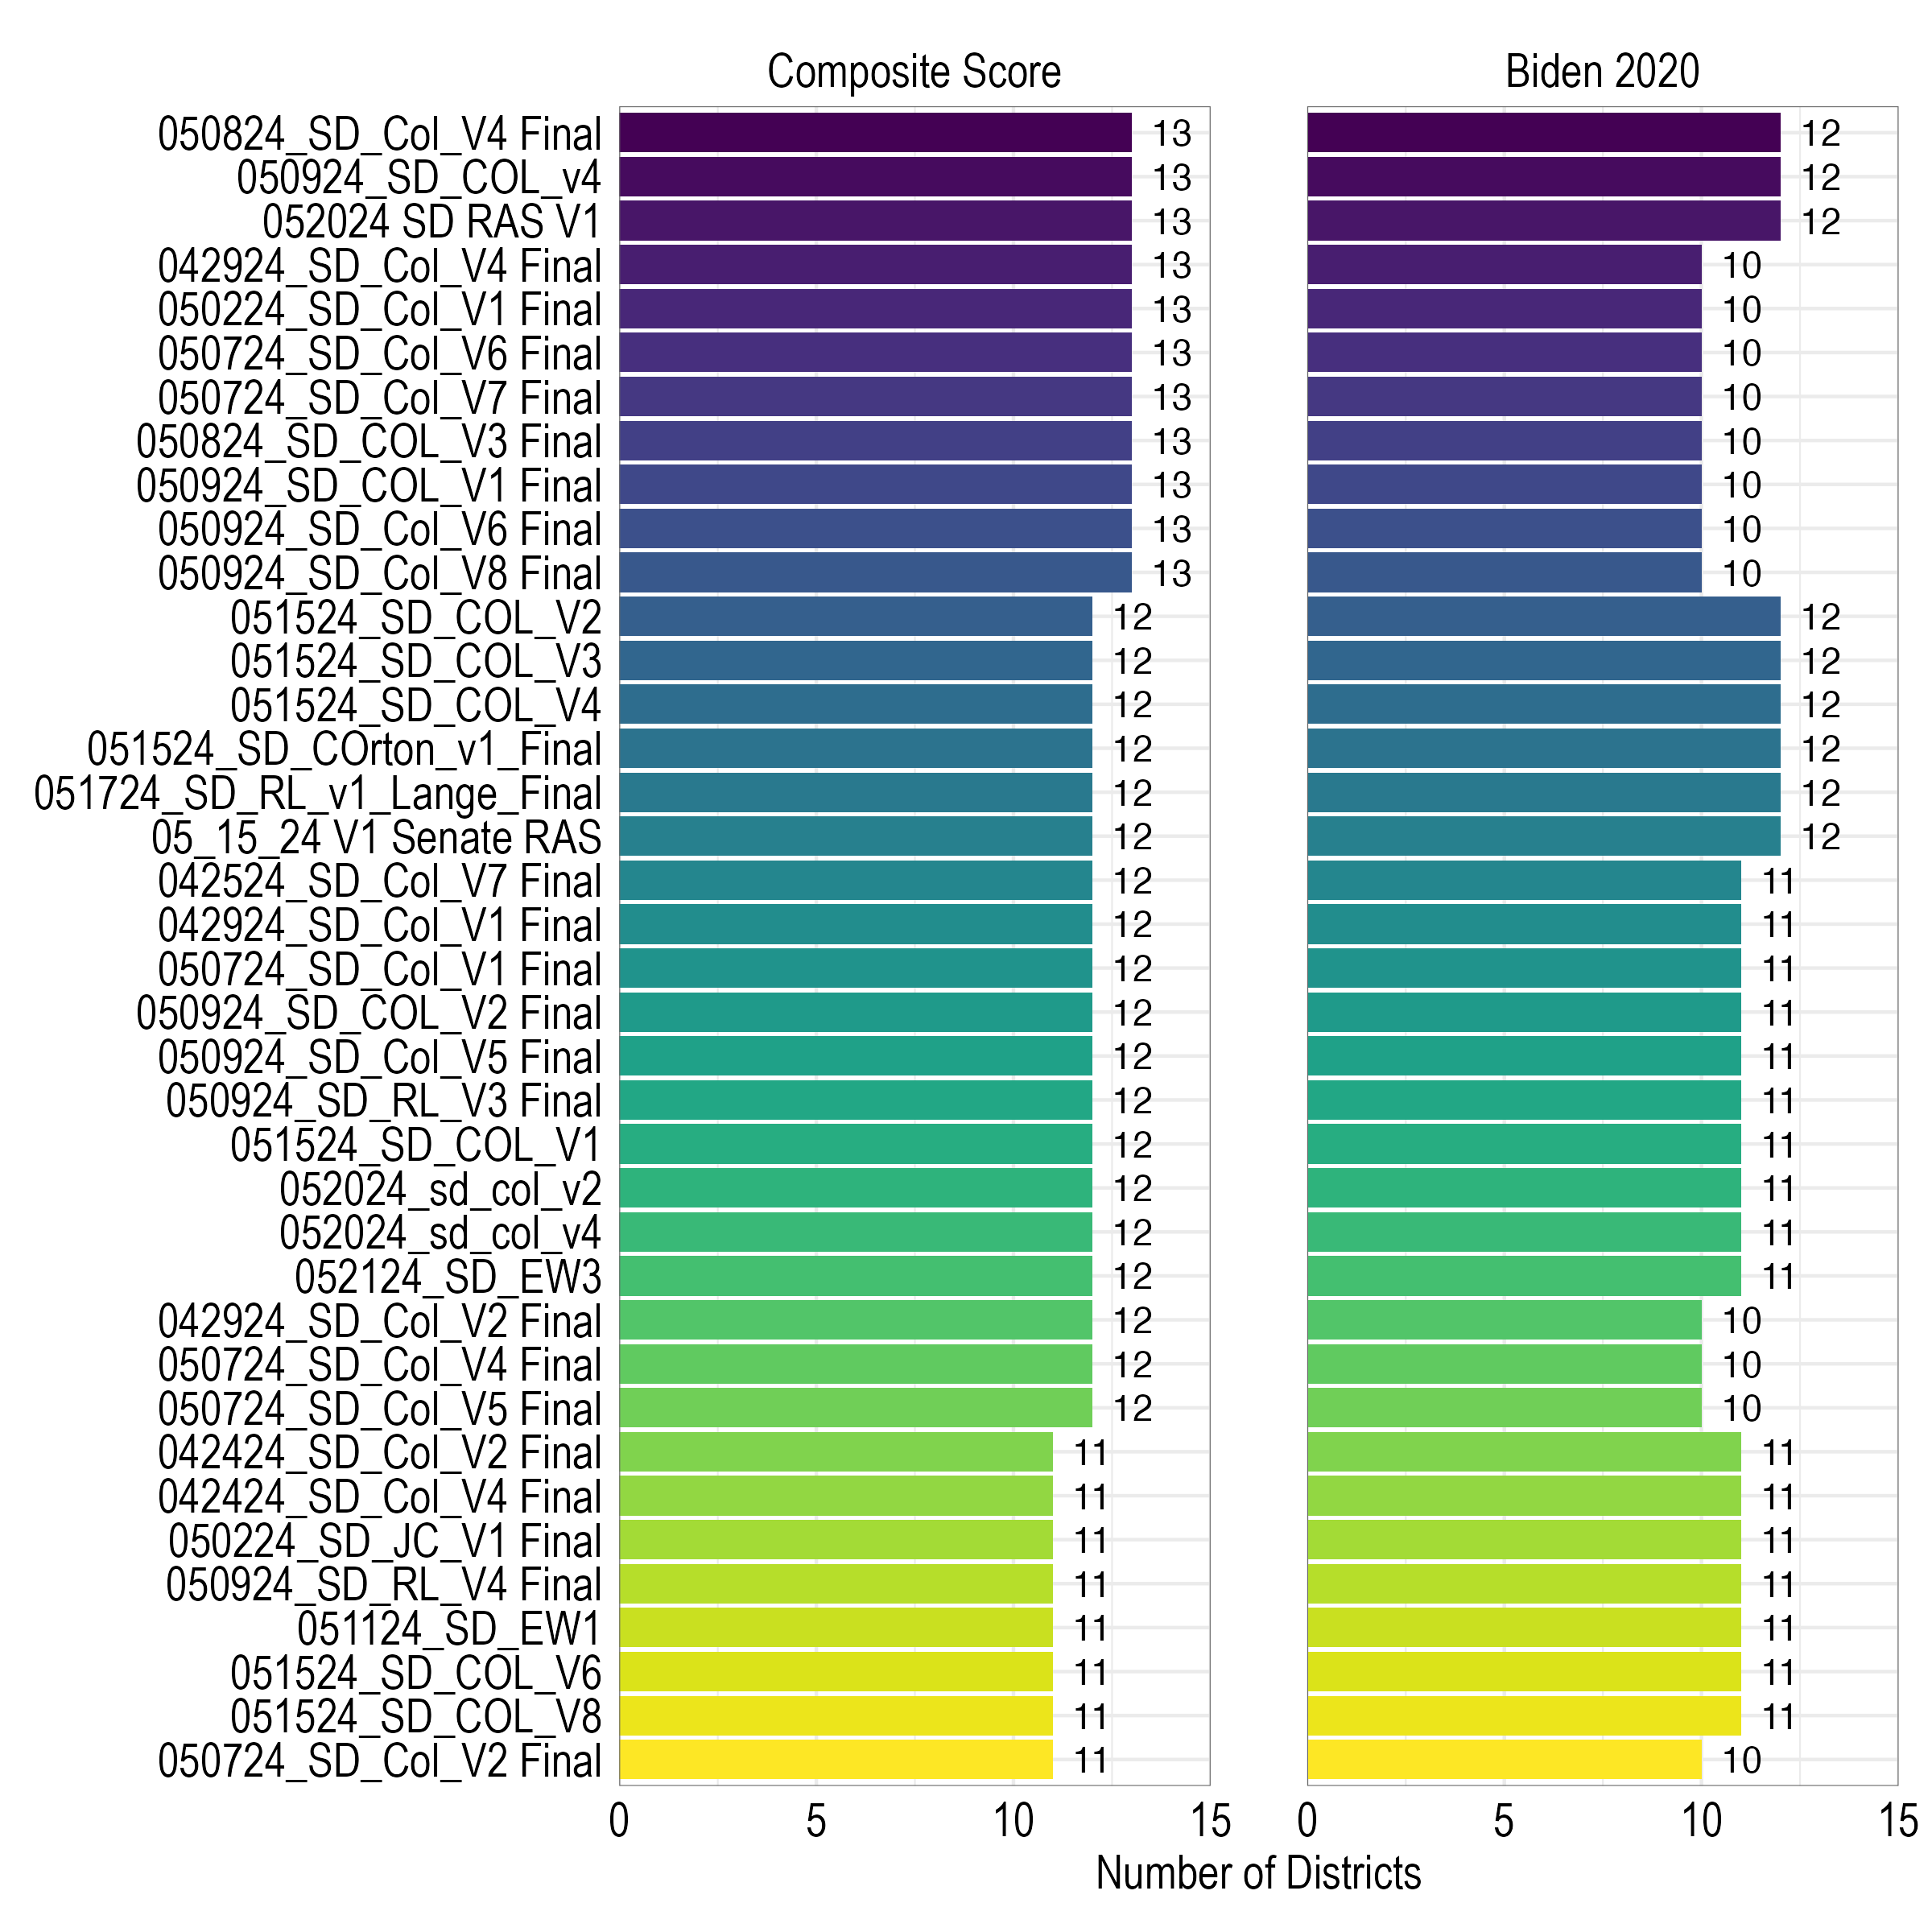 Composite Score Biden 2020
050824_SD_Col_V4 Final 13 12
050924_SD_COL_v4 13 12
052024 SD RAS V1 13 12
042924_SD_Col_V4 Final 13 10
050224_SD_Col_V1 Final 13 10
050724_SD_Col_V6 Final 13 10
050724_SD_Col_V7 Final 13 10
050824_SD_COL_V3 Final 13 10
050924_SD_COL_V1 Final 13 10
050924_SD_Col_V6 Final 13 10
050924_SD_Col_V8 Final 13 10
051524_SD_COL_V2 12 12
051524_SD_COL_V3 12 12
051524_SD_COL_V4 12 12
051524_SD_COrton_v1_Final 12 12
051724_SD_RL_v1_Lange_Final 12 12
05_15_24 V1 Senate RAS 12 12
042524_SD_Col_V7 Final 12 11
042924_SD_Col_V1 Final 12 11
050724_SD_Col_V1 Final 12 11
050924_SD_COL_V2 Final 12 11
050924_SD_Col_V5 Final 12 11
050924_SD_RL_V3 Final 12 11
051524_SD_COL_V1 12 11
052024_sd_col_v2 12 11
052024_sd_col_v4 12 11
052124_SD_EW3 12 11
042924_SD_Col_V2 Final 12 10
050724_SD_Col_V4 Final 12 10
050724_SD_Col_V5 Final 12 10
042424_SD_Col_V2 Final 11 11
042424_SD_Col_V4 Final 11 11
050224_SD_JC_V1 Final 11 11
050924_SD_RL_V4 Final 11 11
051124_SD_EW1 11 11
051524_SD_COL_V6 11 11
051524_SD_COL_V8 11 11
050724_SD_Col_V2 Final 11 10
0 5 10 15 0 5 10 15
Number of Districts